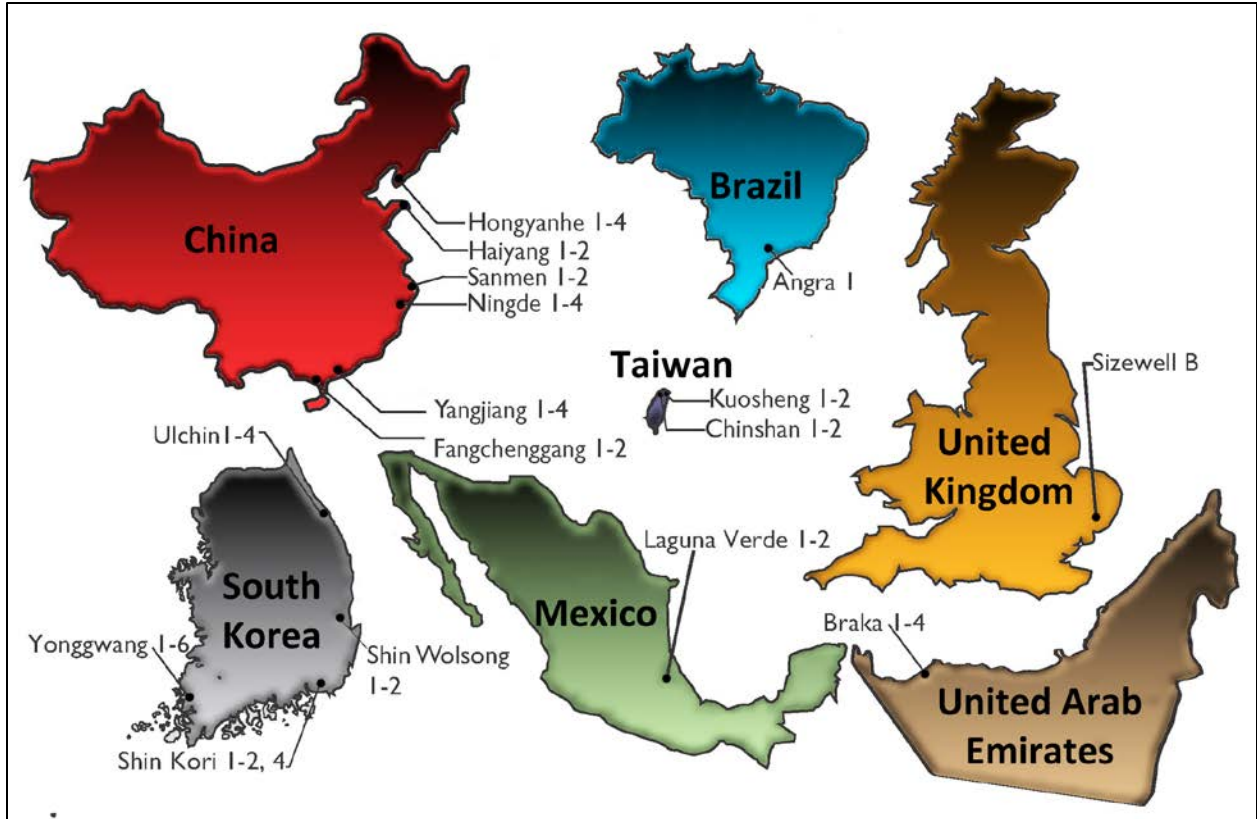 China
Hongyanhe 1-4
Haiyang 1-2
Sanmen 1-2
Ningde 1-4
Yangjiang 1-4
Fangchenggang 1-2
Brazil
Angra 1
Taiwan
Kuosheng 1-2
Chinshan 1-2
United
Kingdom
Sizewell B
Ulchin1-4
South
Korea
Yonggwang 1-6
Shin Wolsong
1-2
Shin Kori 1-2, 4
Mexico
Laguna Verde 1-2
Braka 1-4
United Arab
Emirates